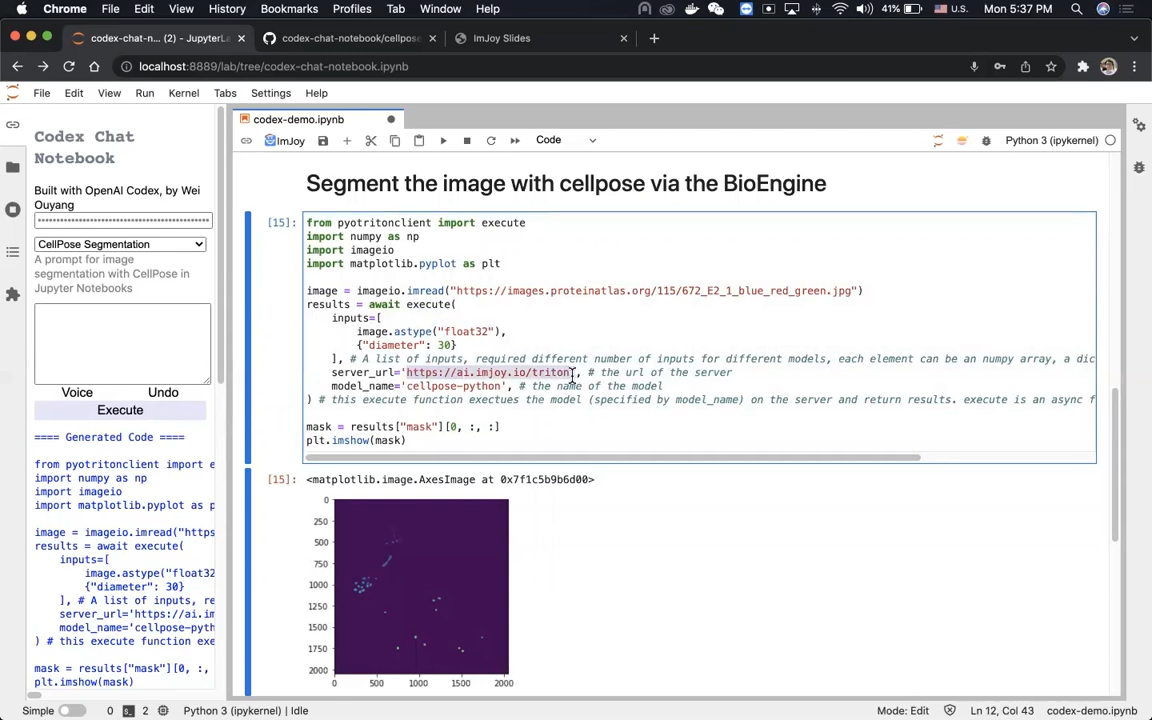 Chrome File Edit View History Bookmarks Profiles Tab Window Help 41% U.S. Mon 5:37 PM
codex-chat-n... (2) - JupyterLa codex-chat-notebook/cellpose ImJoy Slides
localhost:8889/lab/tree/codex-chat-notebook.ipynb
File Edit View Run Kernel Tabs Settings Help
Codex Chat
Notebook
Built with OpenAI Codex, by Wei
Ouyang
••••••••••••••••••••••••••••••••••••••••••••••••
CellPose Segmentation
A prompt for image
segmentation with CellPose in
Jupyter Notebooks
Voice Undo
Execute
==== Generated Code ====
from pyotritonclient import e
import numpy as np
import imageio
import matplotlib.pyplot as p
image = imageio.imread("https
results = await execute(
inputs=[
image.astype("float32
{"diameter": 30}
], # A list of inputs, re
server_url='https://ai.im
model_name='cellpose-pyth
) # this execute function exe
mask = results["mask"][0, :,
plt.imshow(mask)
codex-demo.ipynb
ImJoy Code Python 3 (ipykernel)
Segment the image with cellpose via the BioEngine
[15]:
from pyotritonclient import execute
import numpy as np
import imageio
import matplotlib.pyplot as plt
image = imageio.imread("https://images.proteinatlas.org/115/672_E2_1_blue_red_green.jpg")
results = await execute(
inputs=[
image.astype("float32"),
{"diameter": 30}
], # A list of inputs, required different number of inputs for different models, each element can be an numpy array, a dic
server_url='https://ai.imjoy.io/triton', # the url of the server
model_name='cellpose-python', # the name of the model
) # this execute function exectues the model (specified by model_name) on the server and return results. execute is an async f
mask = results["mask"][0, :, :]
plt.imshow(mask)
[15]: <matplotlib.image.AxesImage at 0x7f1c5b9b6d00>
0
250
500
750
1000
1250
1500
1750
2000
0 500 1000 1500 2000
Simple 0 2 Python 3 (ipykernel) | Idle Mode: Edit Ln 12, Col 43 codex-demo.ipynb